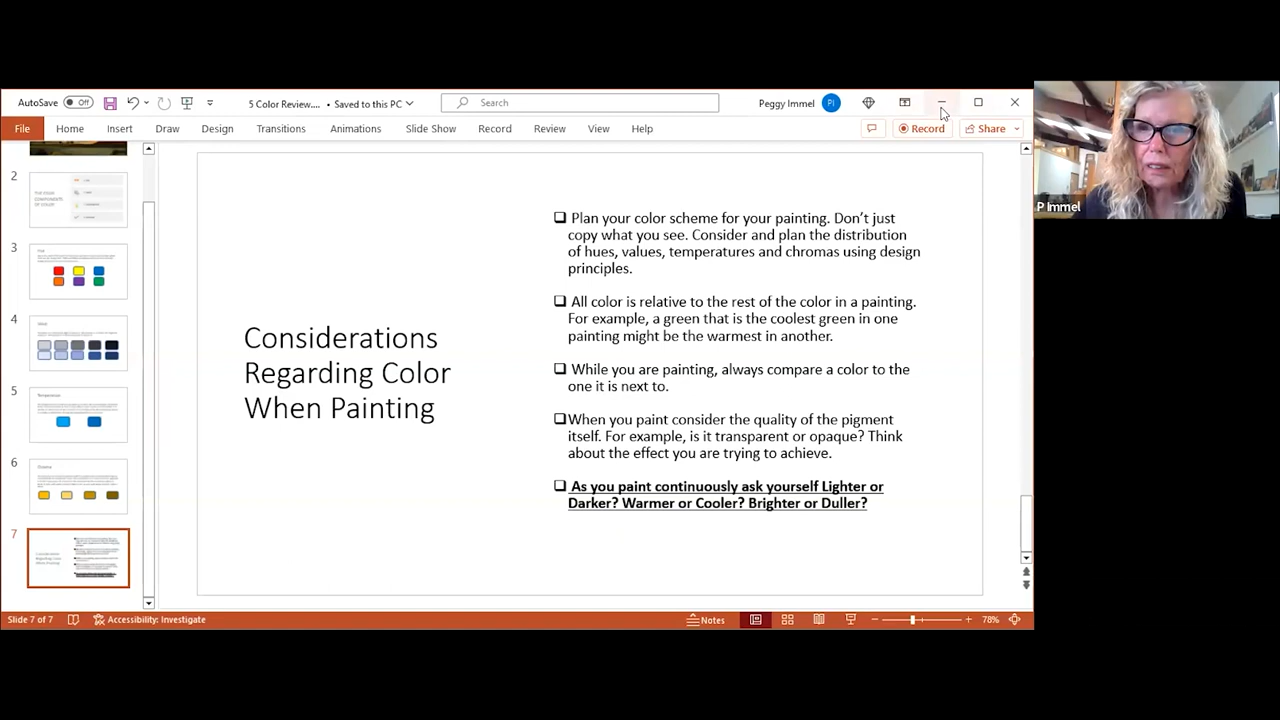 AutoSave Off 5 Color Review.... • Saved to this PC Search Peggy Immel PI
File Home Insert Draw Design Transitions Animations Slide Show Record Review View Help Record Share
2
3
4
5
6
7
Considerations
Regarding Color
When Painting
Plan your color scheme for your painting. Don't just
copy what you see. Consider and plan the distribution
of hues, values, temperatures and chromas using design
principles.
All color is relative to the rest of the color in a painting.
For example, a green that is the coolest green in one
painting might be the warmest in another.
While you are painting, always compare a color to the
one it is next to.
When you paint consider the quality of the pigment
itself. For example, is it transparent or opaque? Think
about the effect you are trying to achieve.
As you paint continuously ask yourself Lighter or
Darker? Warmer or Cooler? Brighter or Duller?
P Immel
Slide 7 of 7 Accessibility: Investigate Notes 78%